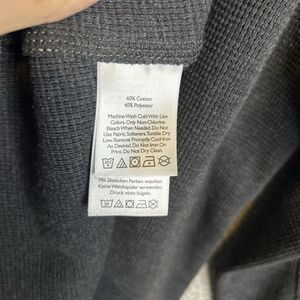 60% Cotton
40% Polyester
Machine Wash Cold With Like
Colors. Only Non-Chlorine
Bleach When Needed. Do Not
Use Fabric Softeners. Tumble Dry
Low. Remove Promptly. Cool Iron
As Desired. Do Not Iron On
Print. Do Not Dry Clean.
Mit ähnlichen Farben waschen.
Keine Weichspüler verwenden.
Druck nicht bügeln.